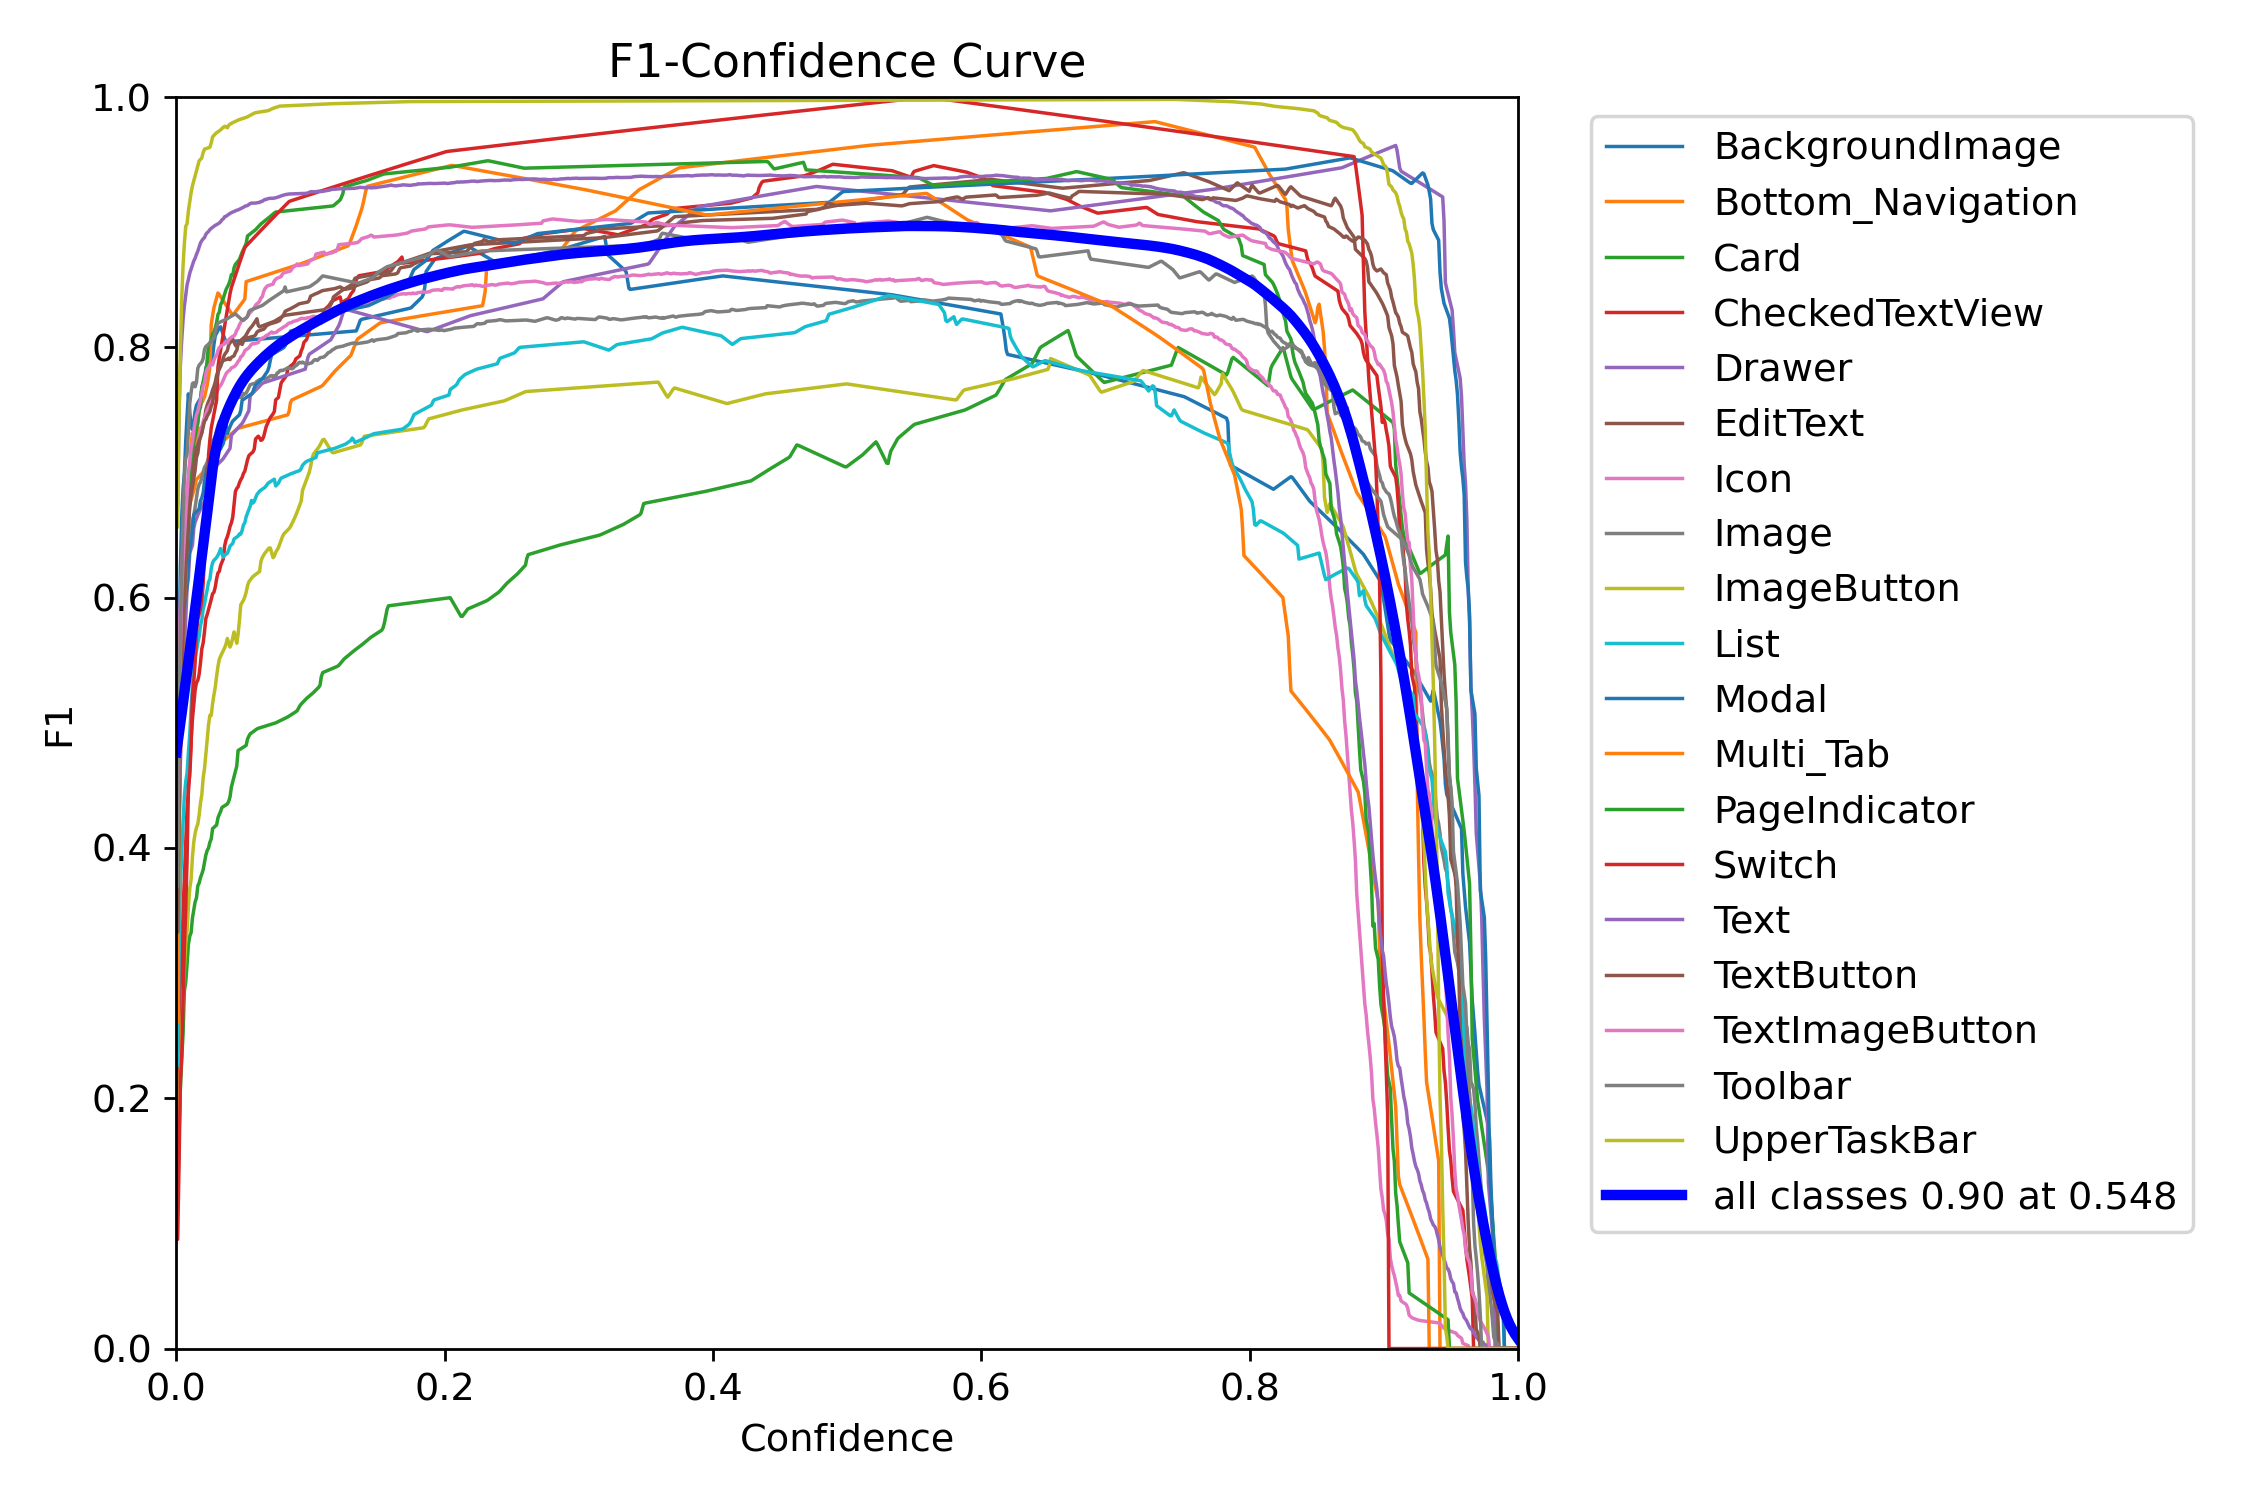 F1-Confidence Curve
1.0
0.8
0.6
0.4
0.2
0.0
F1
0.0 0.2 0.4 0.6 0.8 1.0
Confidence
BackgroundImage
Bottom_Navigation
Card
CheckedTextView
Drawer
EditText
Icon
Image
ImageButton
List
Modal
Multi_Tab
PageIndicator
Switch
Text
TextButton
TextImageButton
Toolbar
UpperTaskBar
all classes 0.90 at 0.548